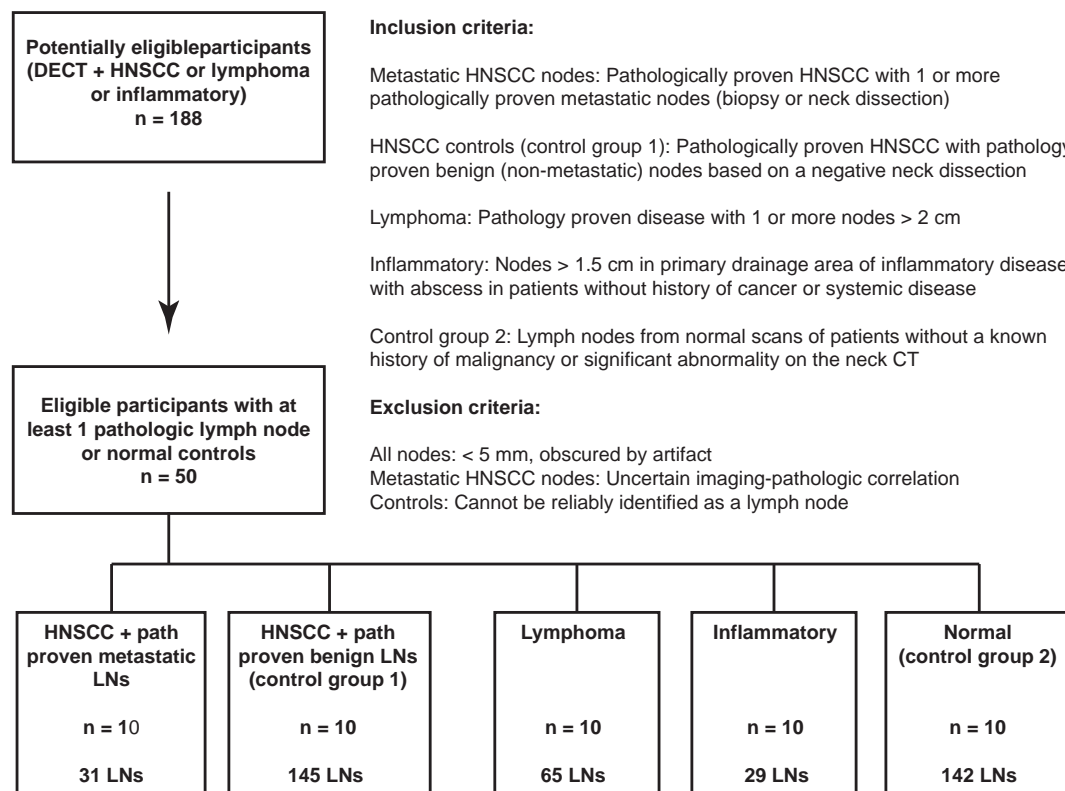 Potentially eligibleparticipants
(DECT + HNSCC or lymphoma
or inflammatory)
n = 188
Inclusion criteria:
Metastatic HNSCC nodes: Pathologically proven HNSCC with 1 or more
pathologically proven metastatic nodes (biopsy or neck dissection)
HNSCC controls (control group 1): Pathologically proven HNSCC with pathology
proven benign (non-metastatic) nodes based on a negative neck dissection
Lymphoma: Pathology proven disease with 1 or more nodes > 2 cm
Inflammatory: Nodes > 1.5 cm in primary drainage area of inflammatory disease
with abscess in patients without history of cancer or systemic disease
Control group 2: Lymph nodes from normal scans of patients without a known
history of malignancy or significant abnormality on the neck CT
Eligible participants with at
least 1 pathologic lymph node
or normal controls
n = 50
Exclusion criteria:
All nodes: < 5 mm, obscured by artifact
Metastatic HNSCC nodes: Uncertain imaging-pathologic correlation
Controls: Cannot be reliably identified as a lymph node
HNSCC + path
proven metastatic
LNs
n = 10
31 LNs
HNSCC + path
proven benign LNs
(control group 1)
n = 10
145 LNs
Lymphoma
n = 10
65 LNs
Inflammatory
n = 10
29 LNs
Normal
(control group 2)
n = 10
142 LNs